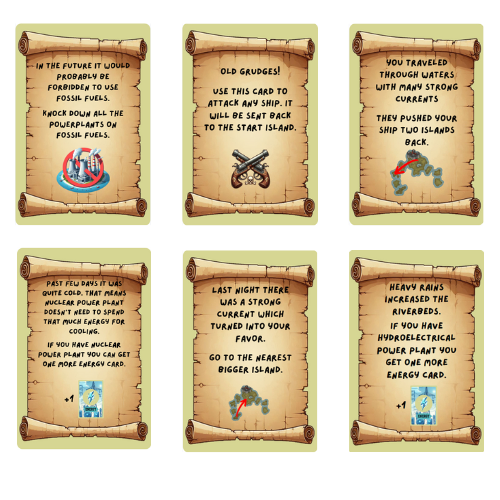 IN THE FUTURE IT WOULD
PROBABLY BE
FORBIDDEN TO USE
FOSSIL FUELS.
KNOCK DOWN ALL THE
POWERPLANTS ON
FOSSIL FUELS.
OLD GRUDGES!
USE THIS CARD TO
ATTACK ANY SHIP. IT
WILL BE SENT BACK
TO THE START ISLAND.
YOU TRAVELED
THROUGH WATERS
WITH MANY STRONG
CURRENTS
THEY PUSHED YOUR
SHIP TWO ISLANDS
BACK.
PAST FEW DAYS IT WAS
QUITE COLD. THAT MEANS
NUCLEAR POWER PLANT
DOESN'T NEED TO SPEND
THAT MUCH ENERGY FOR
COOLING.
IF YOU HAVE NUCLEAR
POWER PLANT YOU CAN GET
ONE MORE ENERGY CARD.
+1
ENERGY
LAST NIGHT THERE
WAS A STRONG
CURRENT WHICH
TURNED INTO YOUR
FAVOR.
GO TO THE NEAREST
BIGGER ISLAND.
HEAVY RAINS
INCREASED THE
RIVERBEDS.
IF YOU HAVE
HYDROELECTRICAL
POWER PLANT YOU
GET ONE MORE
ENERGY CARD.
+1
ENERGY